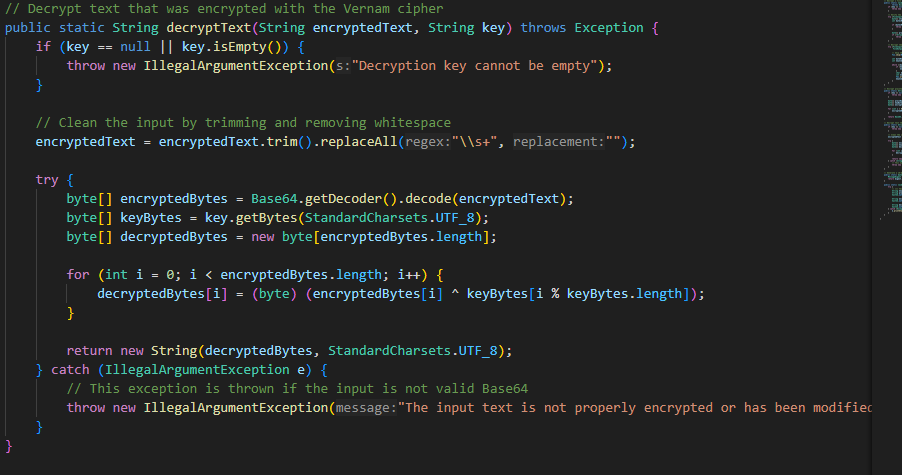 // Decrypt text that was encrypted with the Vernam cipher
public static String decryptText(String encryptedText, String key) throws Exception {
    if (key == null || key.isEmpty()) {
        throw new IllegalArgumentException(s:"Decryption key cannot be empty");
    }

    // Clean the input by trimming and removing whitespace
    encryptedText = encryptedText.trim().replaceAll(regex:"\\s+", replacement:"");

    try {
        byte[] encryptedBytes = Base64.getDecoder().decode(encryptedText);
        byte[] keyBytes = key.getBytes(StandardCharsets.UTF_8);
        byte[] decryptedBytes = new byte[encryptedBytes.length];

        for (int i = 0; i < encryptedBytes.length; i++) {
            decryptedBytes[i] = (byte) (encryptedBytes[i] ^ keyBytes[i % keyBytes.length]);
        }

        return new String(decryptedBytes, StandardCharsets.UTF_8);
    } catch (IllegalArgumentException e) {
        // This exception is thrown if the input is not valid Base64
        throw new IllegalArgumentException(message:"The input text is not properly encrypted or has been modified
    }
}